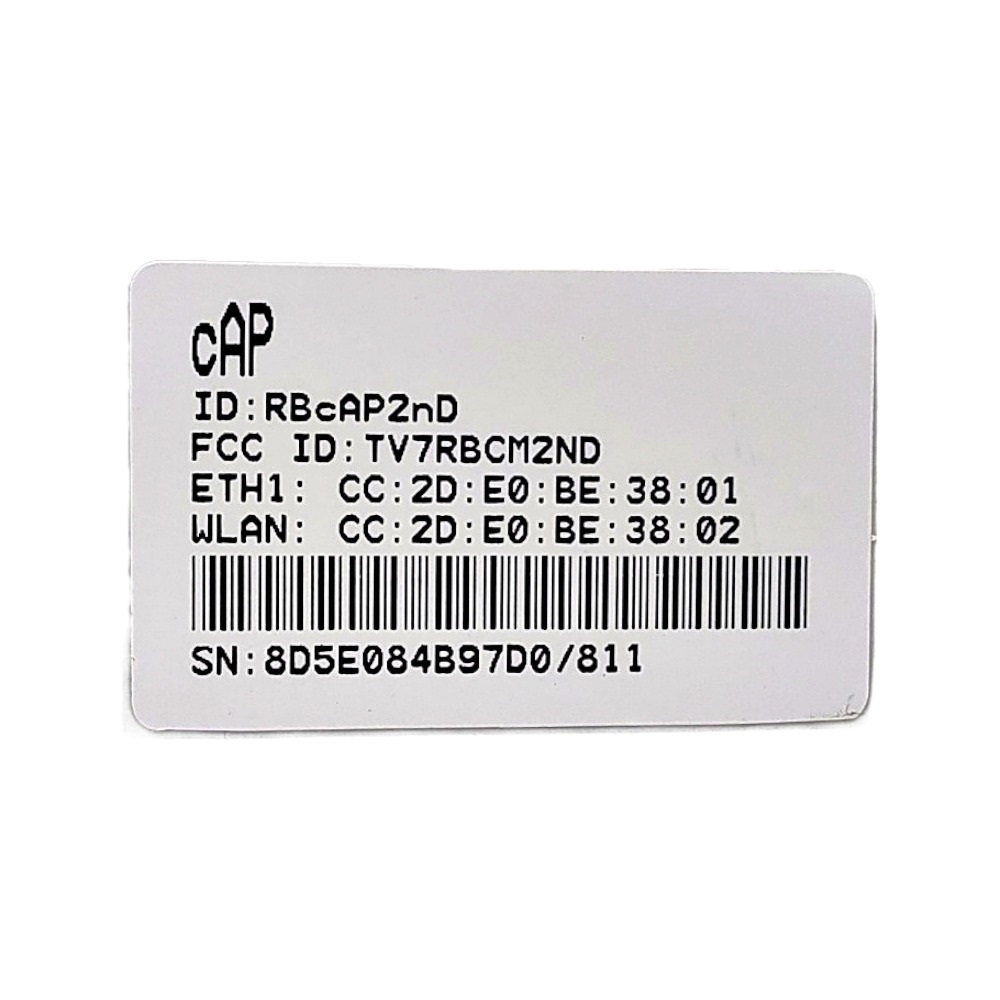 cAP
ID:RBcAP2nD
FCC ID:TV7RBCM2ND
ETH1: CC:2D:E0:BE:38:01
WLAN: CC:2D:E0:BE:38:02
SN:8D5E084B97D0/811